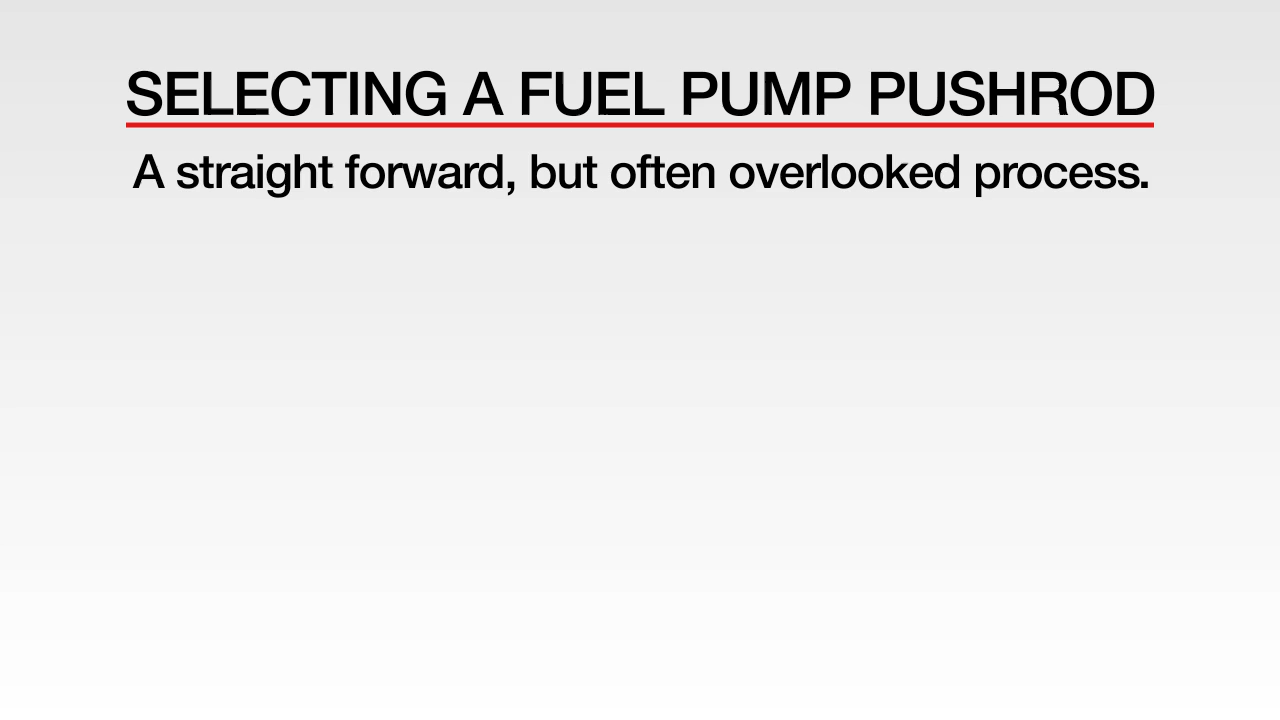 SELECTING A FUEL PUMP PUSHROD
A straight forward, but often overlooked process.